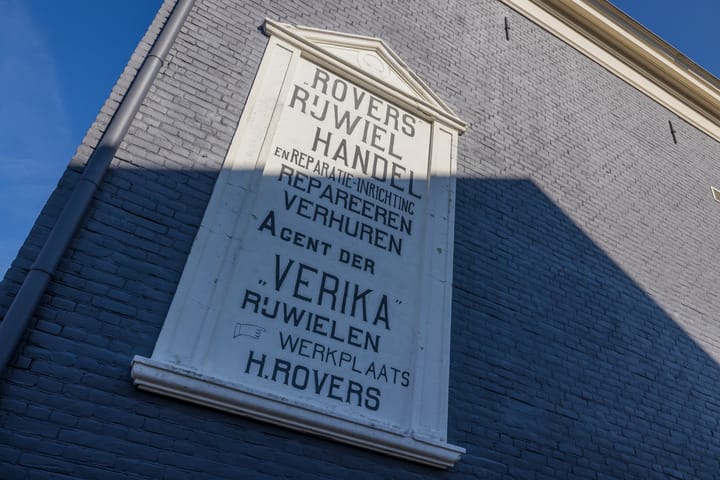 „ROVERS
RIJWIEL
HANDEL
EN REPARATIE-INRICHTING
REPAREEREN
VERHUREN
AGENT DER
„VERIKA”
RIJWIELEN
WERKPLAATS
H.ROVERS